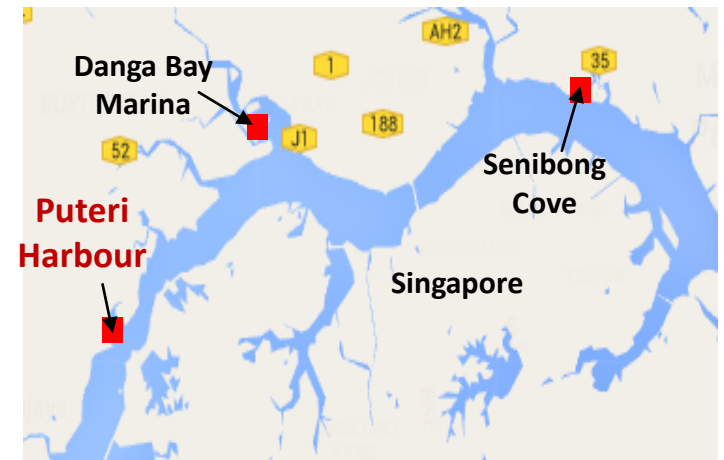 AH2
1
35
Danga Bay
Marina
188
J1
52
Senibong
Cove
Puteri
Harbour
Singapore